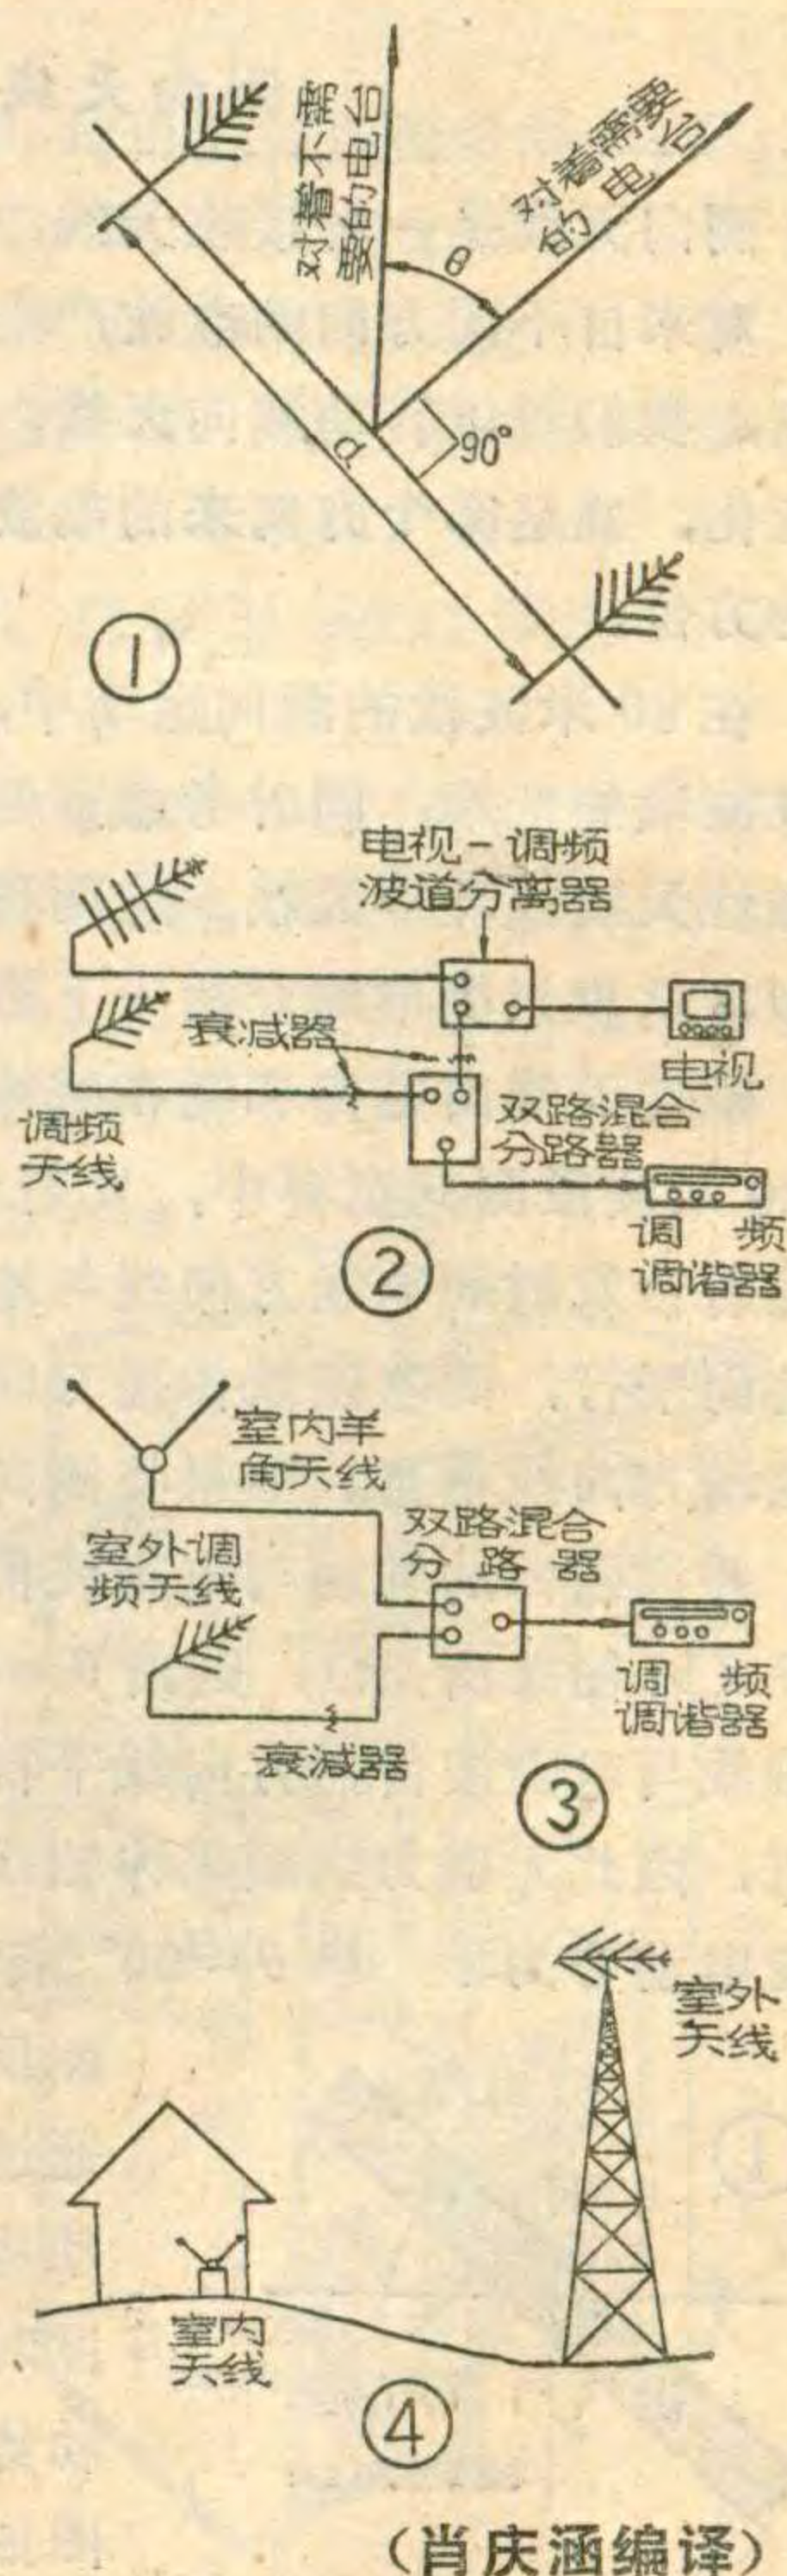 对着不需
要的电台
对着需要
的电台
θ
d
90°
①
电视-调频
波道分离器
衰减器
电视
调频
天线
双路混合
分路器
调 频
调谐器
②
室内羊
角天线
室外调
频天线
双路混合
分路器
调 频
调谐器
衰减器
③
室外
天线
室内
天线
④
(肖庆涵编译)